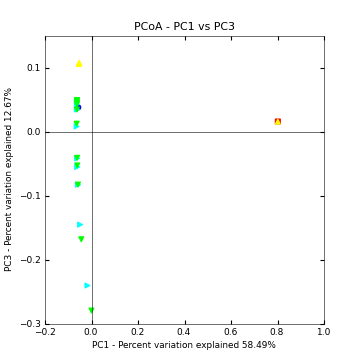 PCoA - PC1 vs PC3
PC3 - Percent variation explained 12.67%
0.1
0.0
−0.1
−0.2
−0.3
−0.2 0.0 0.2 0.4 0.6 0.8 1.0
PC1 - Percent variation explained 58.49%